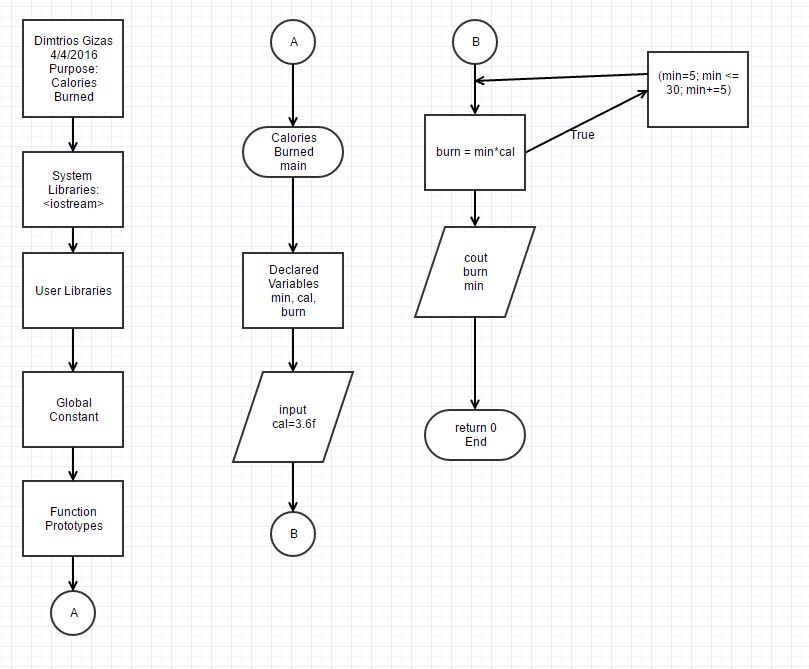 Dimtrios Gizas
4/4/2016
Purpose:
Calories
Burned
System
Libraries:
<iostream>
User Libraries
Global
Constant
Function
Prototypes
A
A
Calories
Burned
main
Declared
Variables
min, cal,
burn
input
cal=3.6f
B
B
(min=5; min <=
30; min+=5)
burn = min*cal
True
cout
burn
min
return 0
End